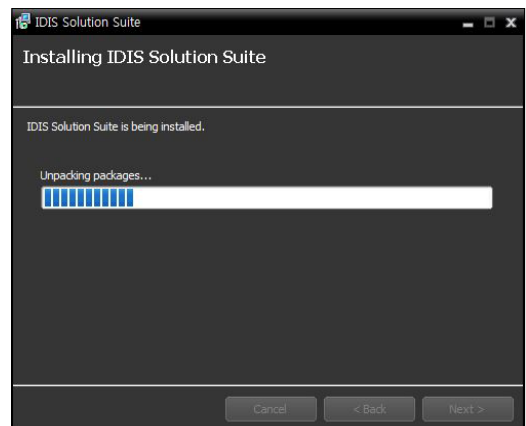 IDIS Solution Suite
Installing IDIS Solution Suite
IDIS Solution Suite is being installed.
Unpacking packages...
Cancel
< Back
Next >